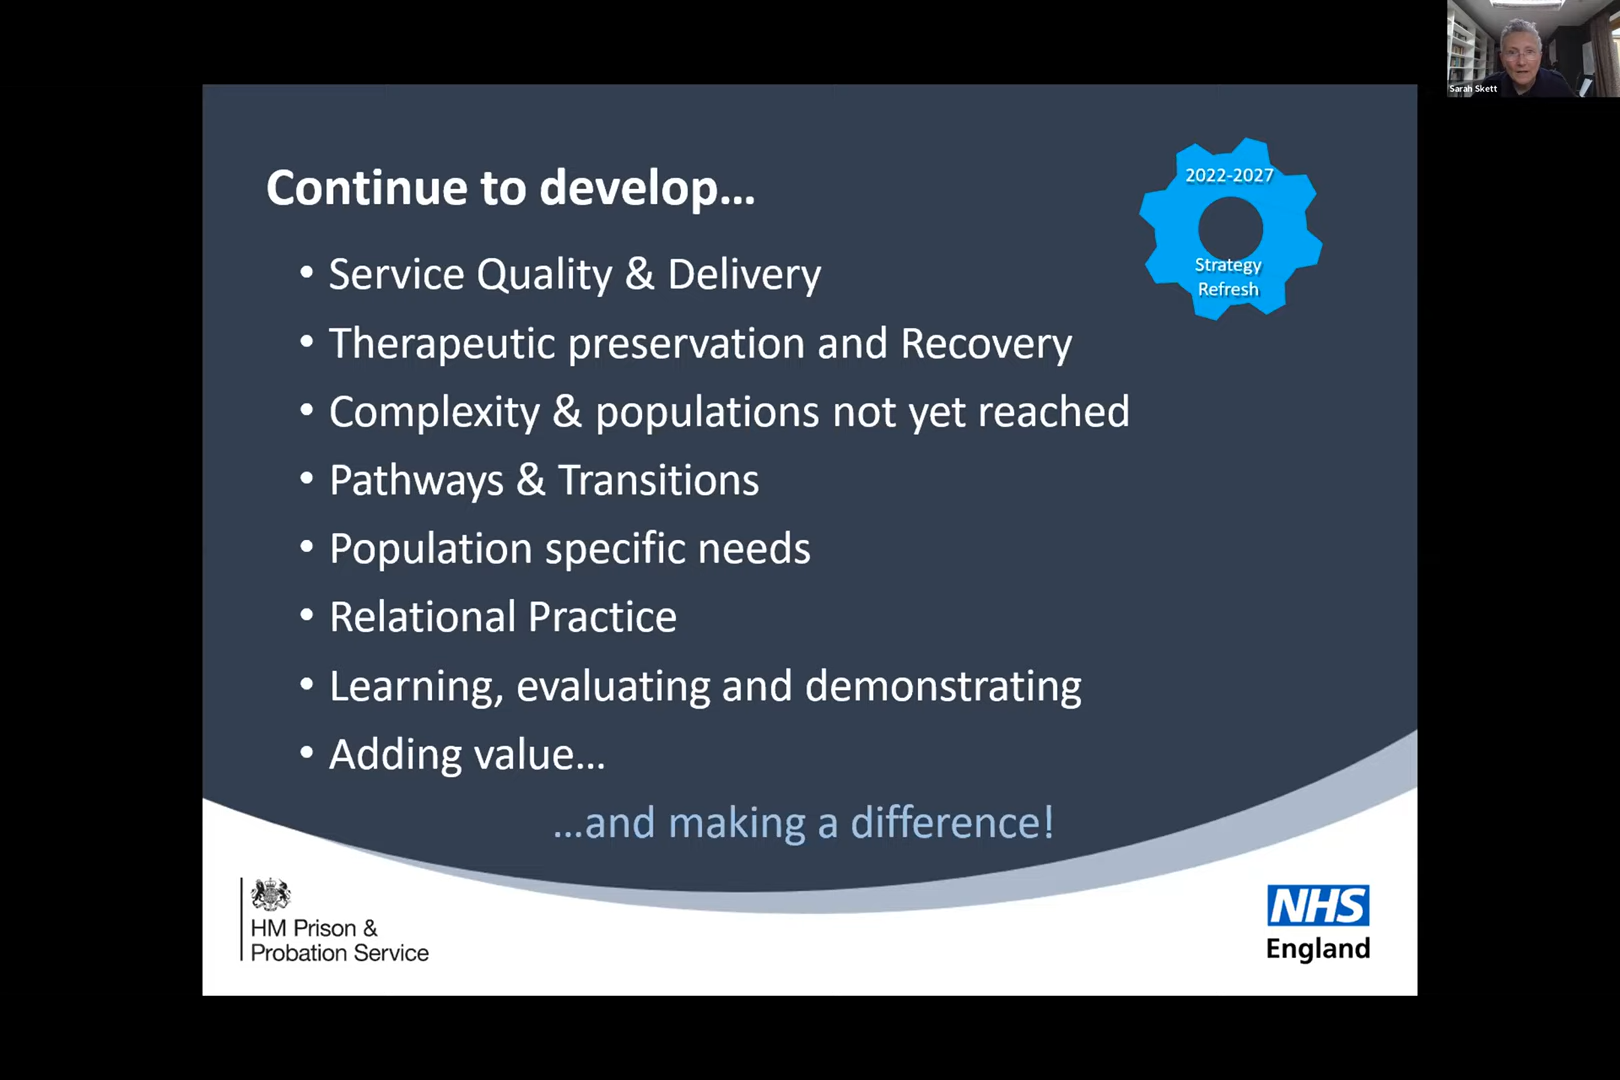 Sarah Skett
Continue to develop...
2022-2027
Strategy
Refresh
• Service Quality & Delivery
• Therapeutic preservation and Recovery
• Complexity & populations not yet reached
• Pathways & Transitions
• Population specific needs
• Relational Practice
• Learning, evaluating and demonstrating
• Adding value...
...and making a difference!
HM Prison &
Probation Service
NHS
England